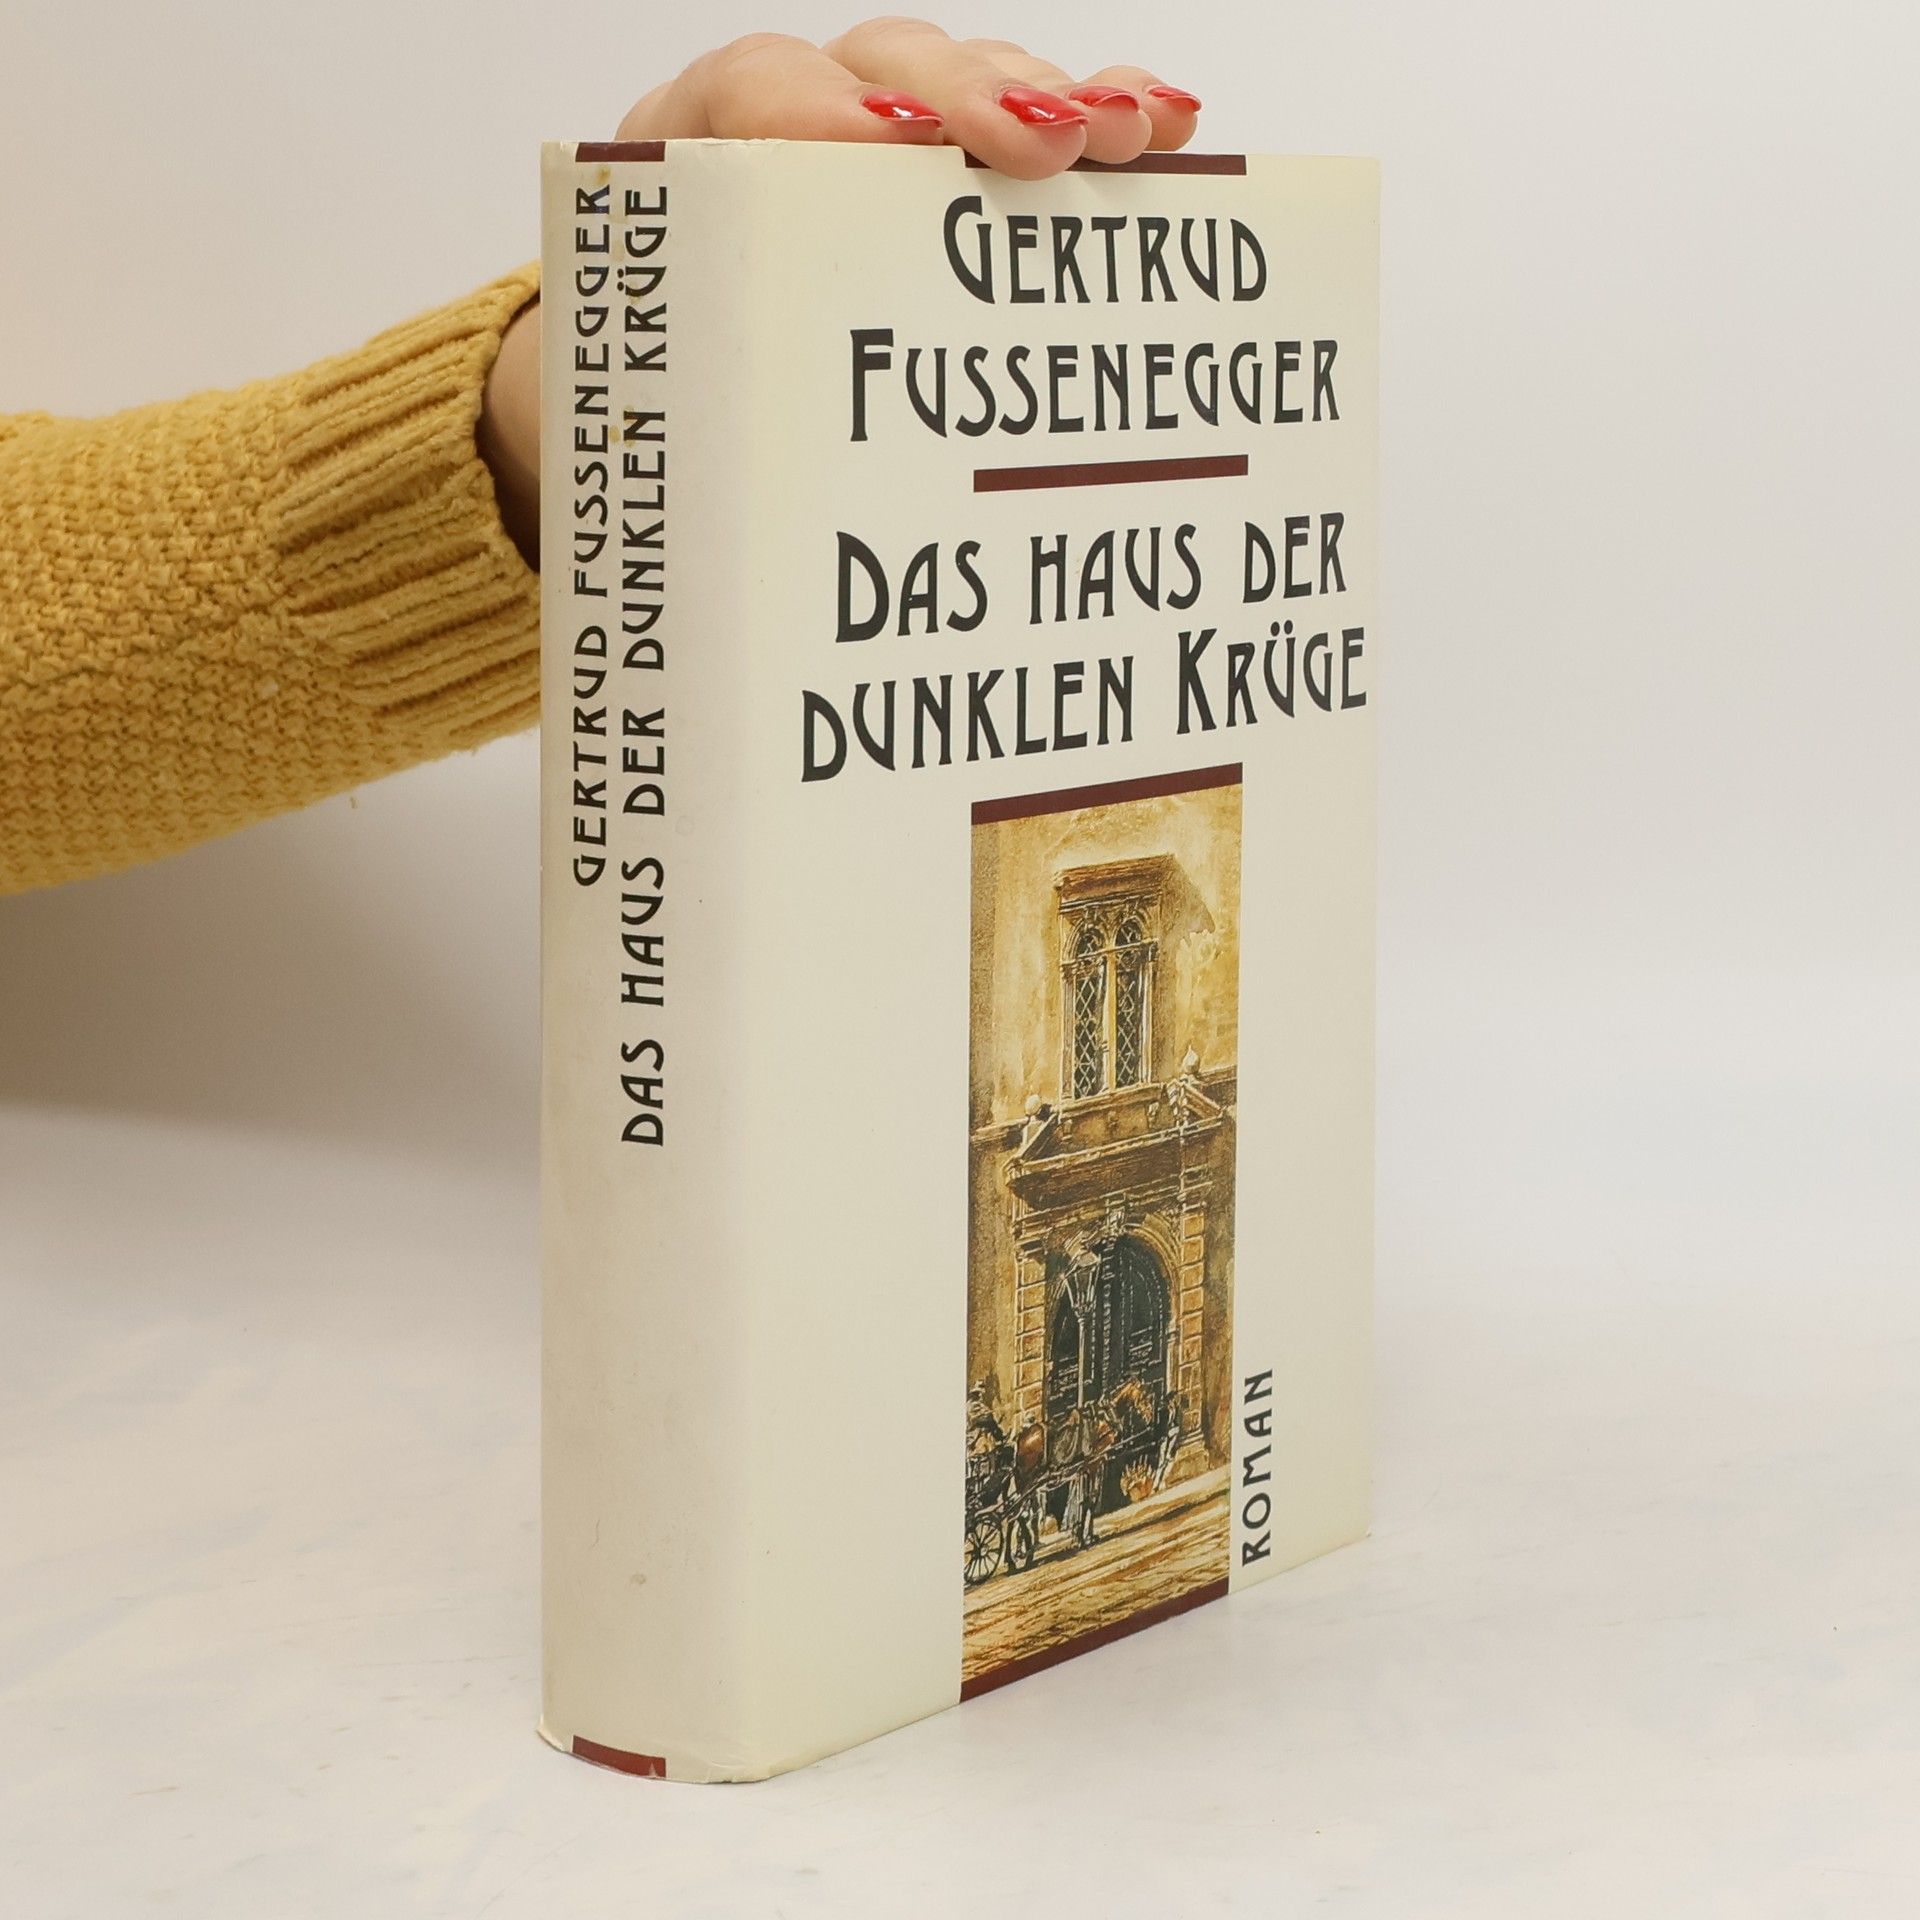 GERTRUD FUSSENEGGER
DAS HAUS DER DUNKLEN KRÜGE
GERTRUD
FUSSENEGGER
DAS HAUS DER
DUNKLEN KRÜGE
ROMAN